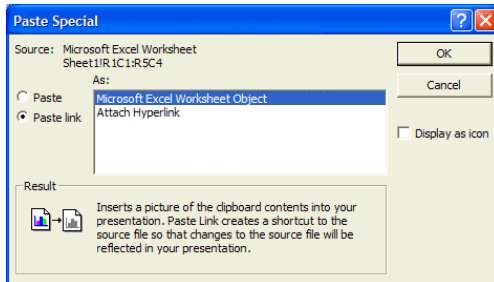 Paste Special
Source: Microsoft Excel Worksheet
Sheet1!R1C1:R5C4
As:
Paste
Paste link
Microsoft Excel Worksheet Object
Attach Hyperlink
OK
Cancel
Display as icon
Result
Inserts a picture of the clipboard contents into your
presentation. Paste Link creates a shortcut to the
source file so that changes to the source file will be
reflected in your presentation.